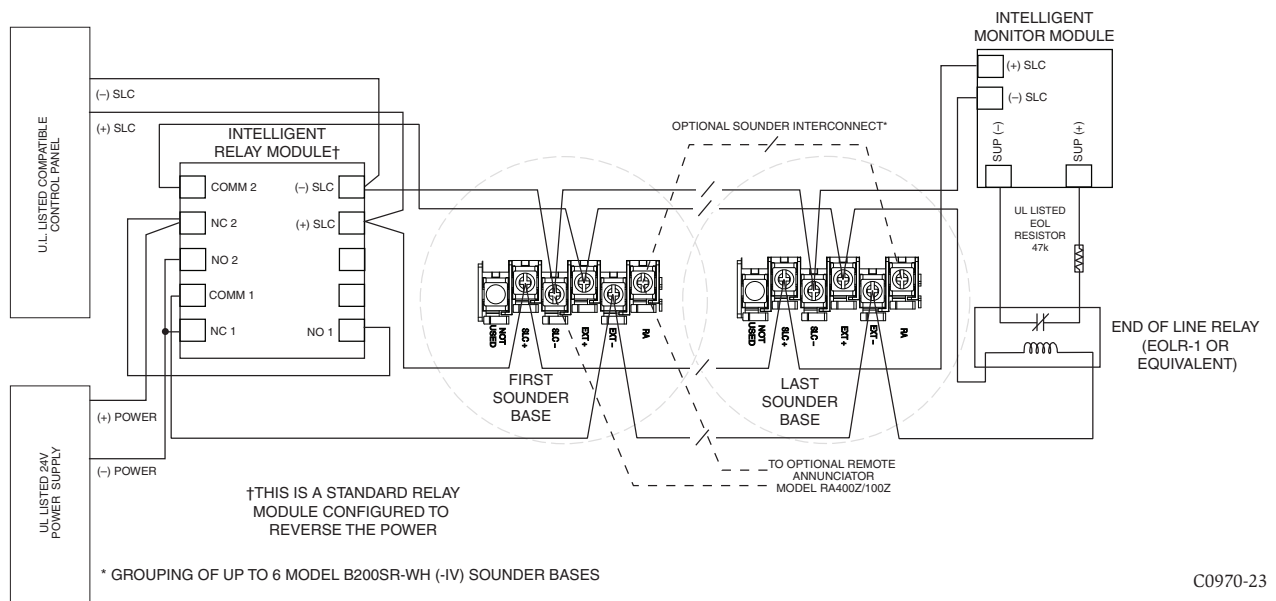 INTELLIGENT
MONITOR MODULE
(+) SLC
(–) SLC
SUP (–)
SUP (+)
U.L. LISTED COMPATIBLE
CONTROL PANEL
(–) SLC
(+) SLC
INTELLIGENT
RELAY MODULE†
COMM 2
(–) SLC
NC 2
(+) SLC
NO 2
COMM 1
NC 1
NO 1
OPTIONAL SOUNDER INTERCONNECT*
UL LISTED
EOL
RESISTOR
47k
NOT
USED
SLC +
SLC –
EXT +
EXT –
RA
NOT
USED
SLC +
SLC –
EXT +
EXT –
RA
END OF LINE RELAY
(EOLR-1 OR
EQUIVALENT)
FIRST
SOUNDER
BASE
LAST
SOUNDER
BASE
UL LISTED 24V
POWER SUPPLY
(+) POWER
(–) POWER
TO OPTIONAL REMOTE
ANNUNCIATOR
MODEL RA400Z/100Z
†THIS IS A STANDARD RELAY
MODULE CONFIGURED TO
REVERSE THE POWER
* GROUPING OF UP TO 6 MODEL B200SR-WH (-IV) SOUNDER BASES
C0970-23